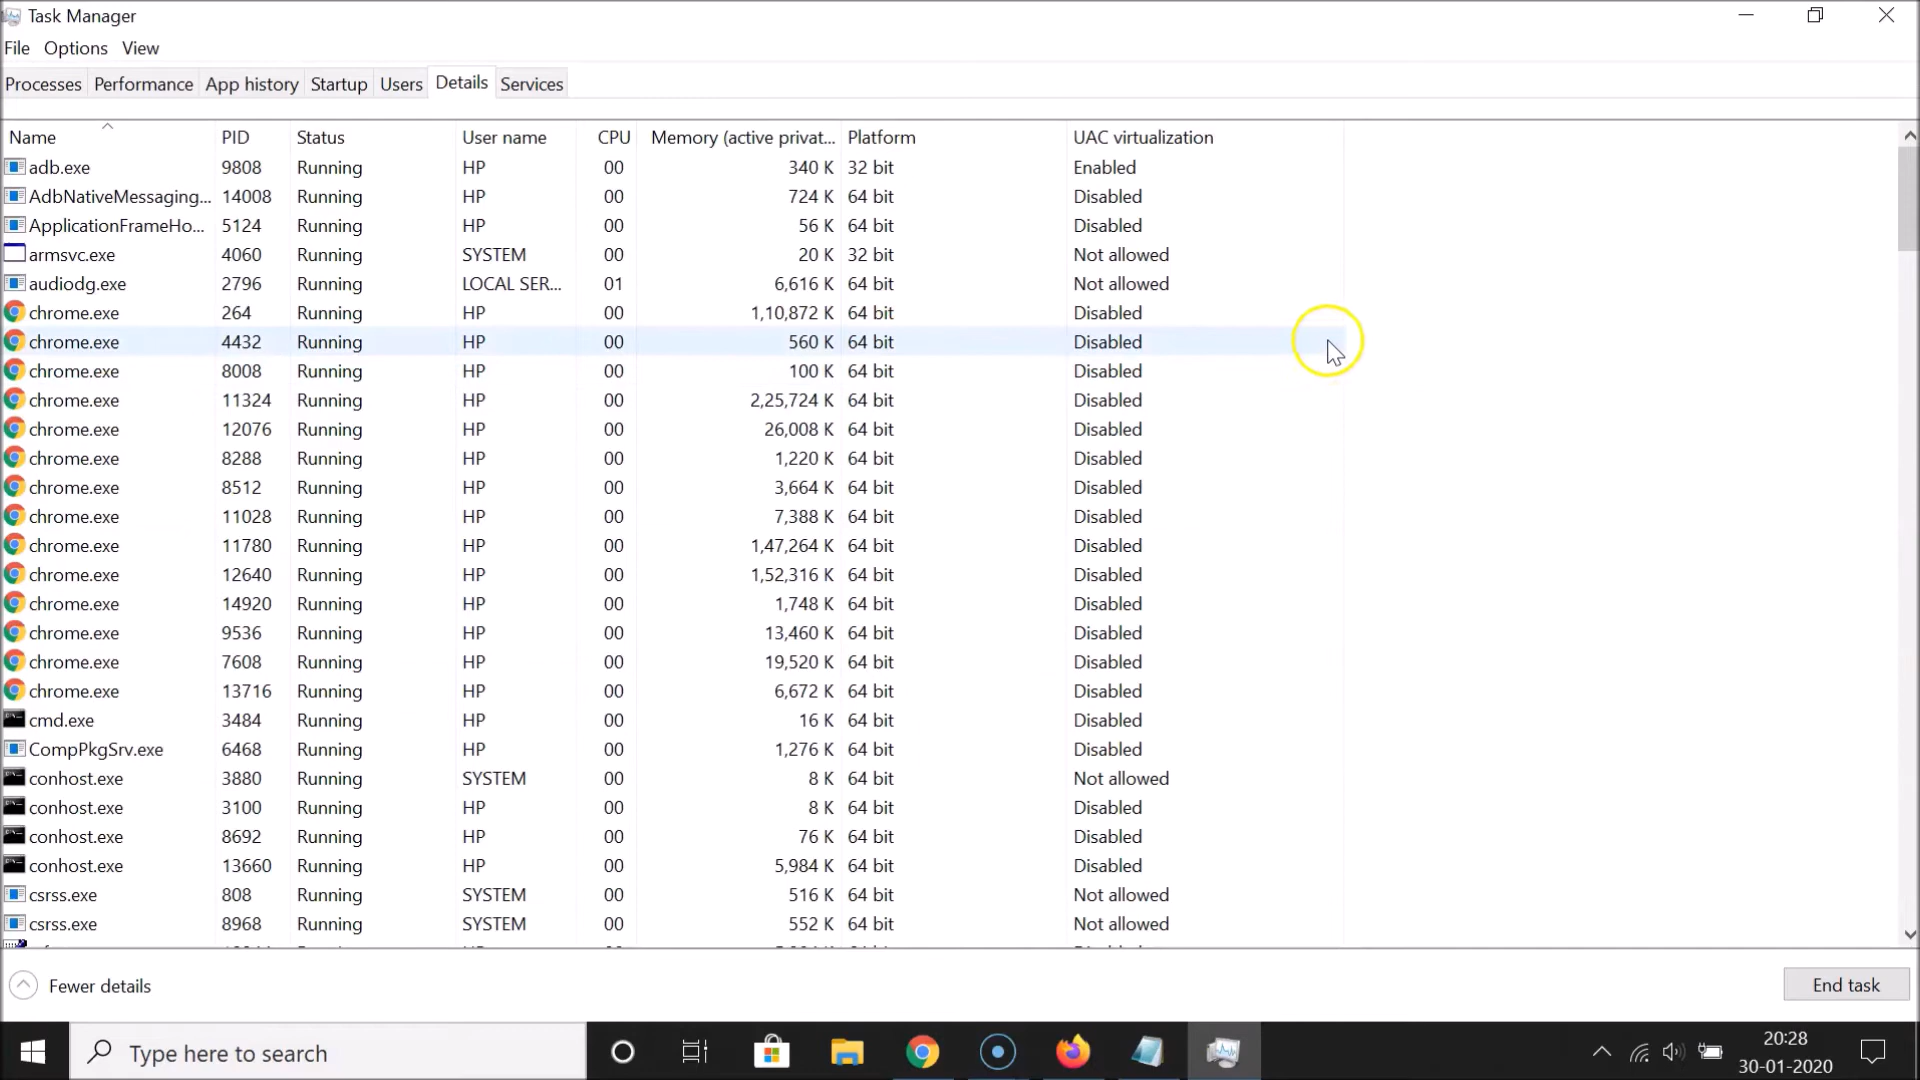 Task Manager
File Options View
Processes Performance App history Startup Users Details Services
Name PID Status User name CPU Memory (active privat... Platform UAC virtualization
adb.exe 9808 Running HP 00 340 K 32 bit Enabled
AdbNativeMessaging... 14008 Running HP 00 724 K 64 bit Disabled
ApplicationFrameHo... 5124 Running HP 00 56 K 64 bit Disabled
armsvc.exe 4060 Running SYSTEM 00 20 K 32 bit Not allowed
audiodg.exe 2796 Running LOCAL SER... 01 6,616 K 64 bit Not allowed
chrome.exe 264 Running HP 00 1,10,872 K 64 bit Disabled
chrome.exe 4432 Running HP 00 560 K 64 bit Disabled
chrome.exe 8008 Running HP 00 100 K 64 bit Disabled
chrome.exe 11324 Running HP 00 2,25,724 K 64 bit Disabled
chrome.exe 12076 Running HP 00 26,008 K 64 bit Disabled
chrome.exe 8288 Running HP 00 1,220 K 64 bit Disabled
chrome.exe 8512 Running HP 00 3,664 K 64 bit Disabled
chrome.exe 11028 Running HP 00 7,388 K 64 bit Disabled
chrome.exe 11780 Running HP 00 1,47,264 K 64 bit Disabled
chrome.exe 12640 Running HP 00 1,52,316 K 64 bit Disabled
chrome.exe 14920 Running HP 00 1,748 K 64 bit Disabled
chrome.exe 9536 Running HP 00 13,460 K 64 bit Disabled
chrome.exe 7608 Running HP 00 19,520 K 64 bit Disabled
chrome.exe 13716 Running HP 00 6,672 K 64 bit Disabled
cmd.exe 3484 Running HP 00 16 K 64 bit Disabled
CompPkgSrv.exe 6468 Running HP 00 1,276 K 64 bit Disabled
conhost.exe 3880 Running SYSTEM 00 8 K 64 bit Not allowed
conhost.exe 3100 Running HP 00 8 K 64 bit Disabled
conhost.exe 8692 Running HP 00 76 K 64 bit Disabled
conhost.exe 13660 Running HP 00 5,984 K 64 bit Disabled
csrss.exe 808 Running SYSTEM 00 516 K 64 bit Not allowed
csrss.exe 8968 Running SYSTEM 00 552 K 64 bit Not allowed
Fewer details End task
Type here to search
20:28
30-01-2020